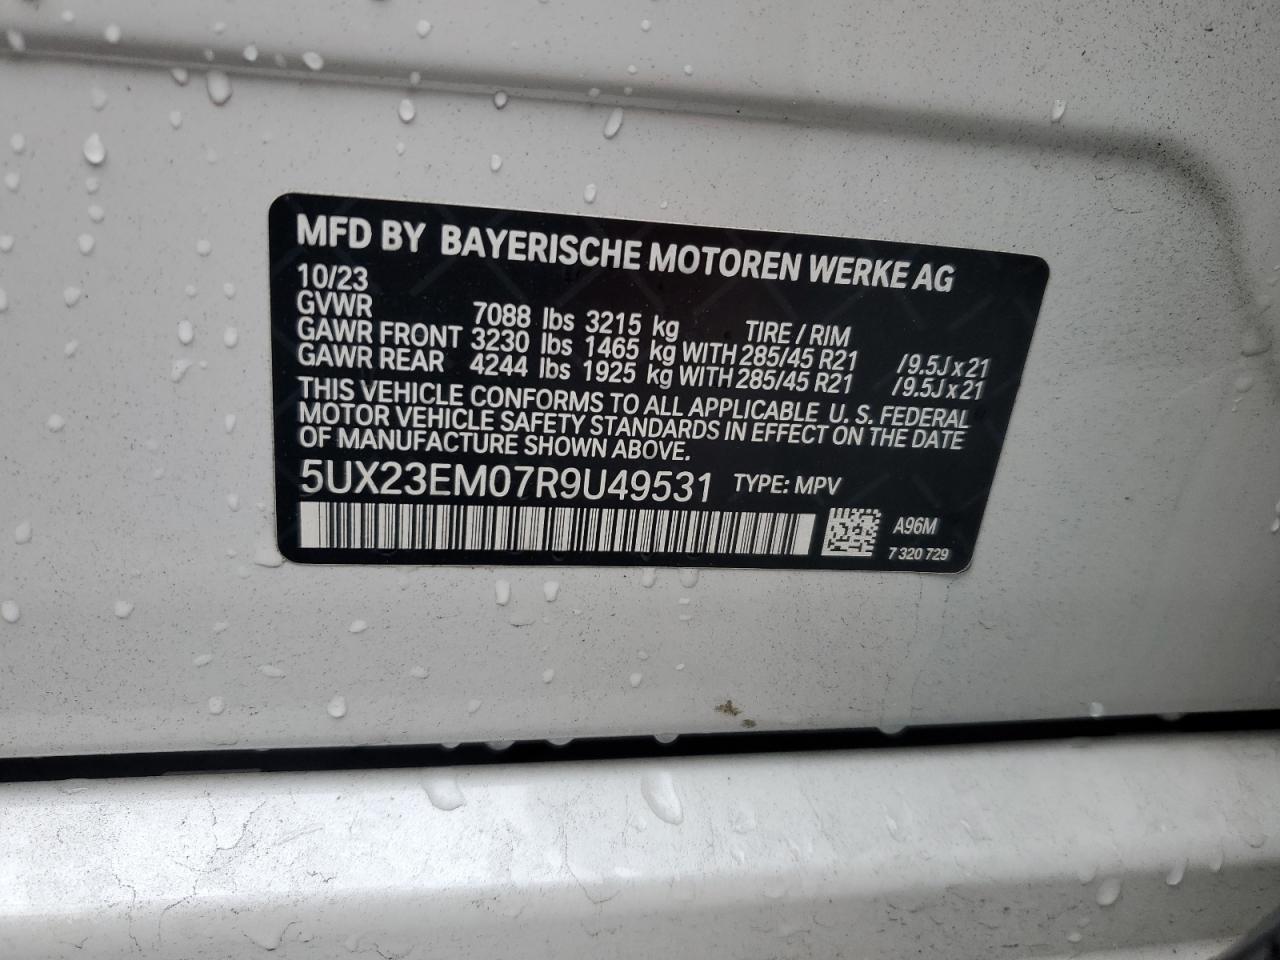 MFD BY BAYERISCHE MOTOREN WERKE AG
10/23
GVWR 7088 lbs 3215 kg TIRE / RIM
GAWR FRONT 3230 lbs 1465 kg WITH 285/45 R21 /9.5J x 21
GAWR REAR 4244 lbs 1925 kg WITH 285/45 R21 /9.5J x 21
THIS VEHICLE CONFORMS TO ALL APPLICABLE U. S. FEDERAL
MOTOR VEHICLE SAFETY STANDARDS IN EFFECT ON THE DATE
OF MANUFACTURE SHOWN ABOVE.
5UX23EM07R9U49531 TYPE: MPV
A96M
7 320 729